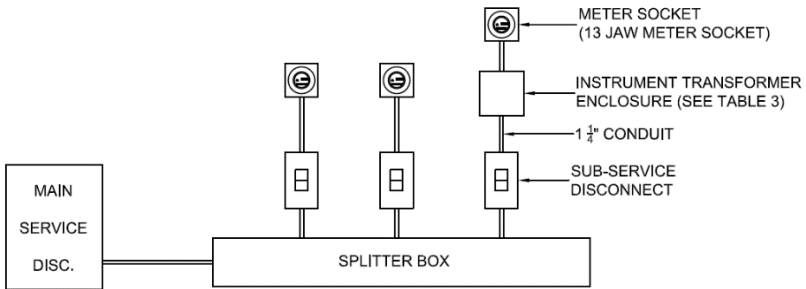 METER SOCKET
(13 JAW METER SOCKET)
INSTRUMENT TRANSFORMER
ENCLOSURE (SEE TABLE 3)
1 1/4" CONDUIT
SUB-SERVICE
DISCONNECT
MAIN
SERVICE
DISC.
SPLITTER BOX